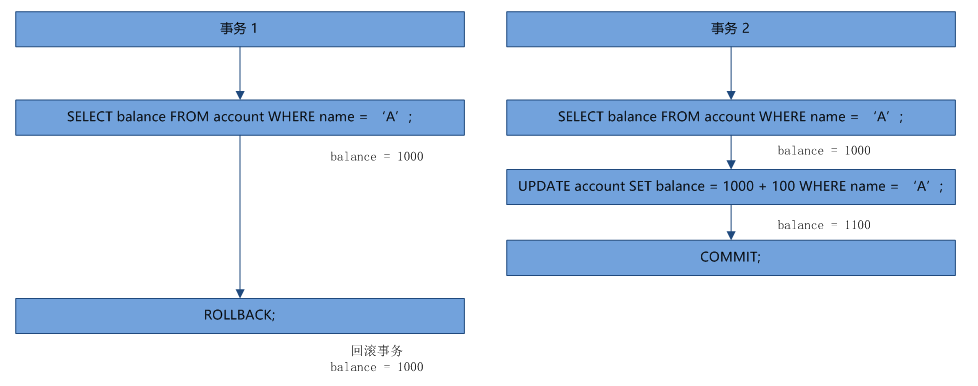 事务 1
SELECT balance FROM account WHERE name = ‘A’;
balance = 1000
ROLLBACK;
回滚事务
balance = 1000
事务 2
SELECT balance FROM account WHERE name = ‘A’;
balance = 1000
UPDATE account SET balance = 1000 + 100 WHERE name = ‘A’;
balance = 1100
COMMIT;